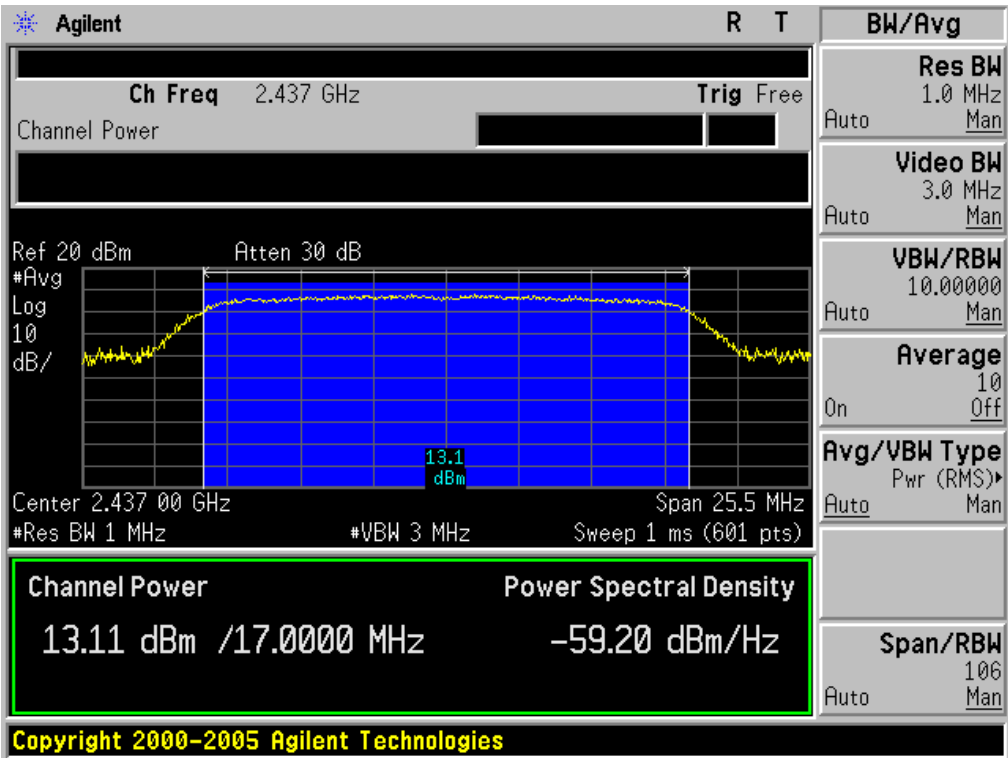 Agilent R T
Ch Freq 2.437 GHz Trig Free
Channel Power
Ref 20 dBm Atten 30 dB
#Avg
Log
10
dB/
13.1
dBm
Center 2.437 00 GHz Span 25.5 MHz
#Res BW 1 MHz #VBW 3 MHz Sweep 1 ms (601 pts)
Channel Power Power Spectral Density
13.11 dBm /17.0000 MHz -59.20 dBm/Hz
Copyright 2000-2005 Agilent Technologies
BW/Avg
Res BW
1.0 MHz
Auto Man
Video BW
3.0 MHz
Auto Man
VBW/RBW
10.00000
Auto Man
Average
10
On Off
Avg/VBW Type
Pwr (RMS)▸
Auto Man
Span/RBW
106
Auto Man